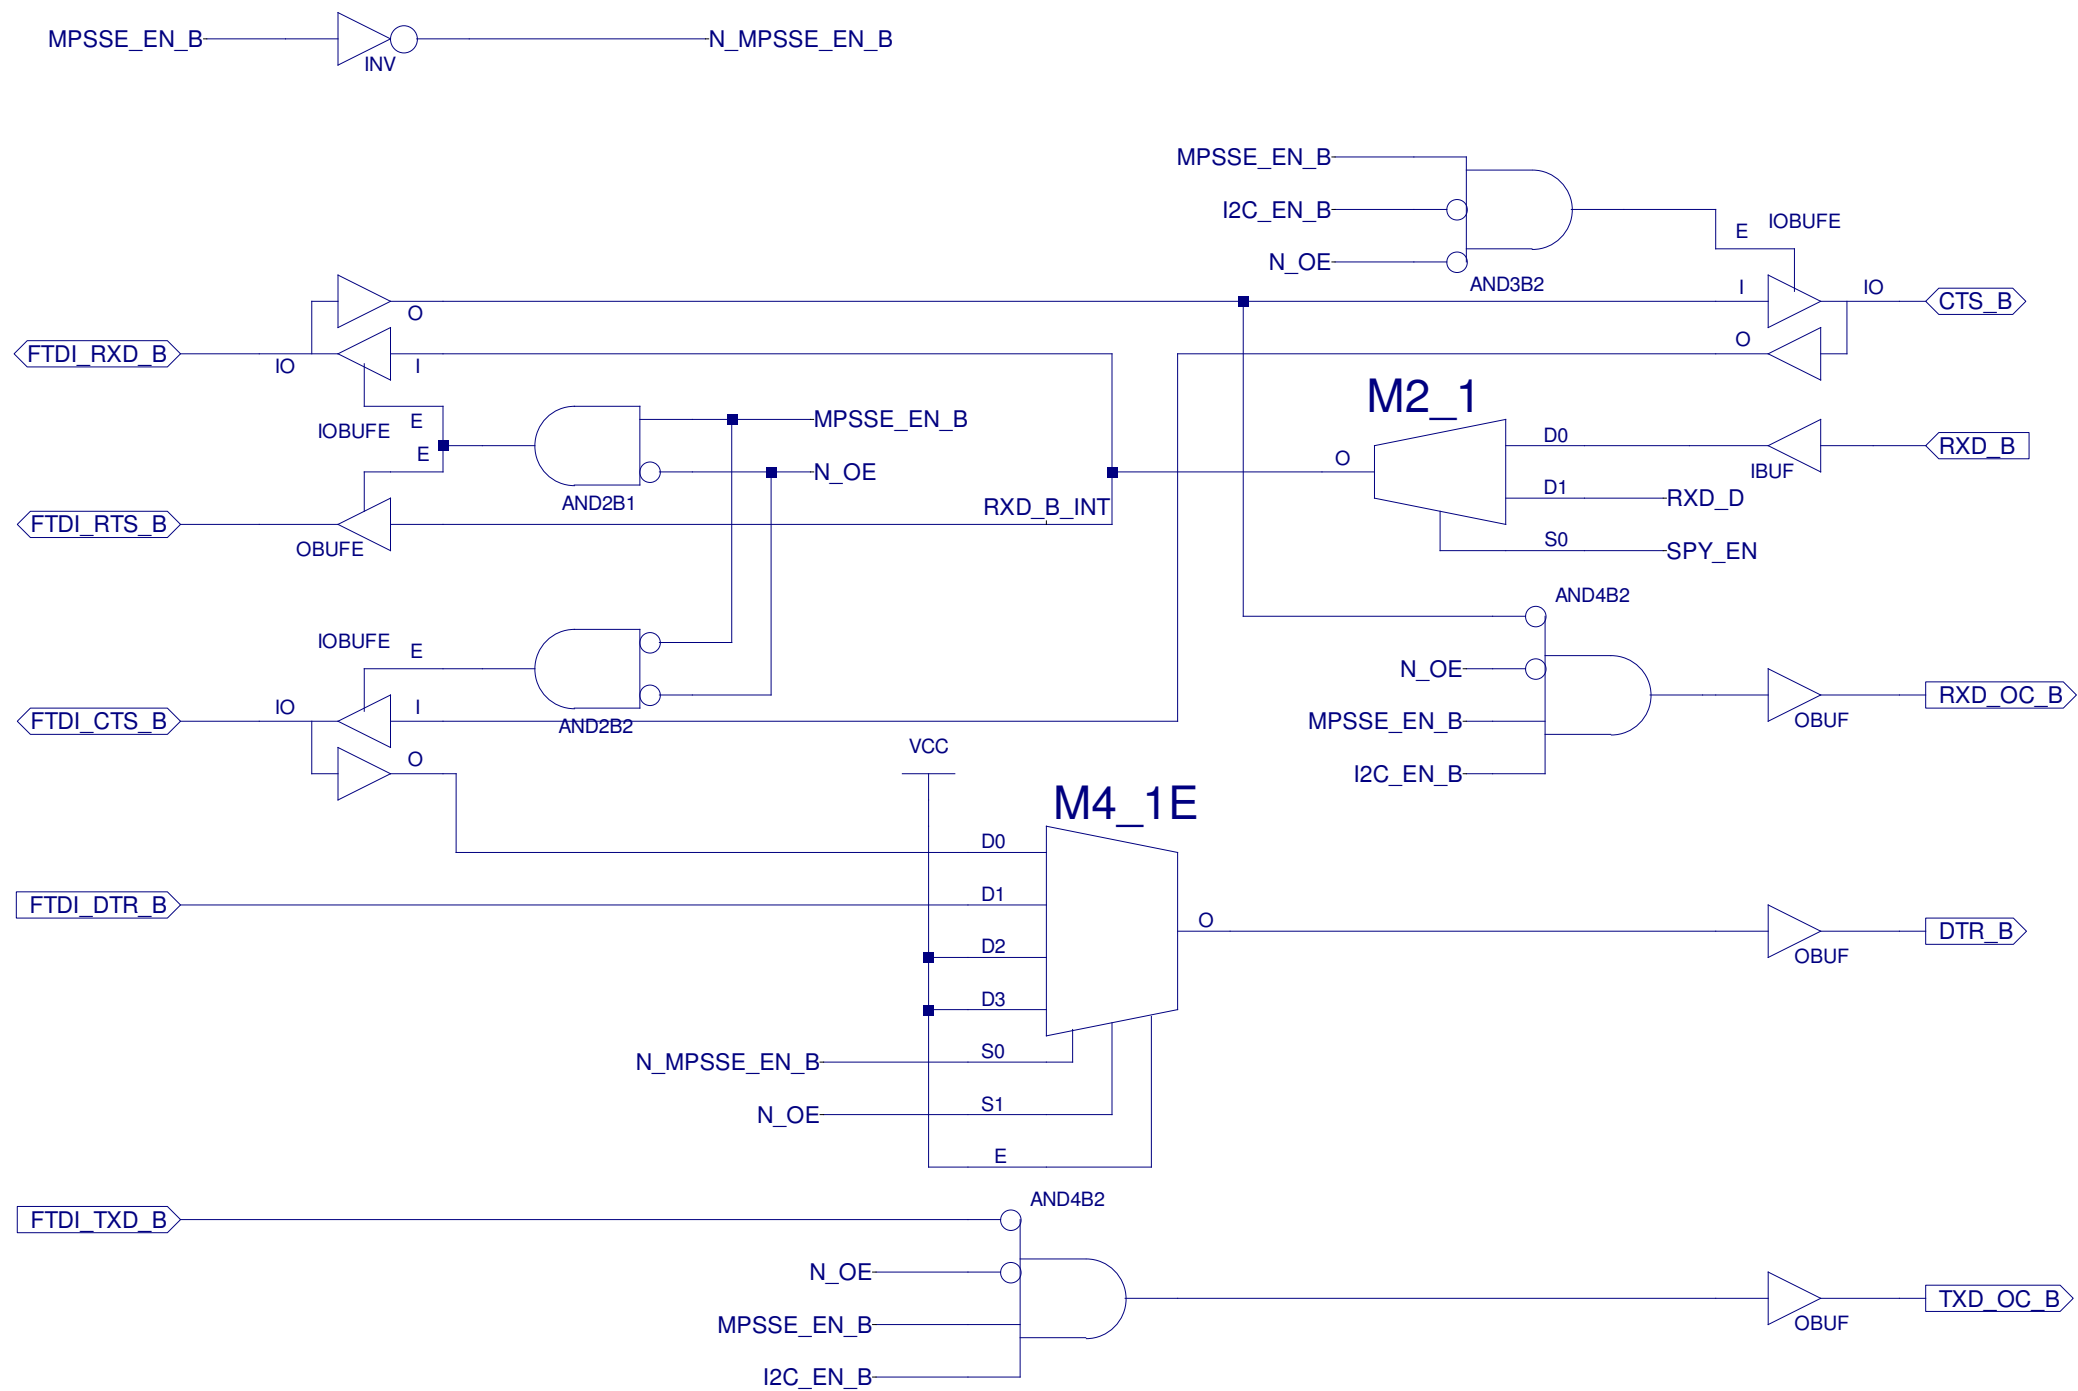 MPSSE_EN_B
N_MPSSE_EN_B
INV
MPSSE_EN_B
I2C_EN_B
IOBUFE
E
N_OE
AND3B2
O
I
IO
CTS_B
O
FTDI_RXD_B
IO
I
M2_1
IOBUFE
E
MPSSE_EN_B
D0
RXD_B
E
O
IBUF
N_OE
AND2B1
RXD_B_INT
D1
RXD_D
FTDI_RTS_B
OBUFE
S0
SPY_EN
AND4B2
IOBUFE
E
N_OE
FTDI_CTS_B
IO
I
AND2B2
RXD_OC_B
MPSSE_EN_B
OBUF
VCC
O
I2C_EN_B
M4_1E
D0
FTDI_DTR_B
D1
O
D2
DTR_B
OBUF
D3
N_MPSSE_EN_B
S0
N_OE
S1
E
AND4B2
FTDI_TXD_B
N_OE
TXD_OC_B
MPSSE_EN_B
OBUF
I2C_EN_B